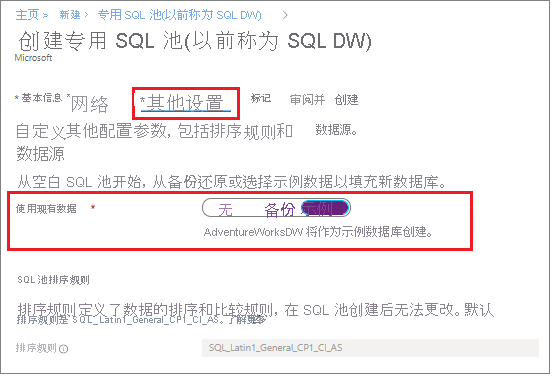 主页 » 新建 › 专用 SQL 池(以前称为 SQL DW) ›
创建专用 SQL 池(以前称为 SQL DW)
Microsoft
* 基本信息 * 网络 * 其他设置 标记 审阅并 创建
自定义其他配置参数, 包括排序规则和 数据源。
数据源
从空白 SQL 池开始, 从备份还原或选择示例数据以填充新数据库。
使用现有数据 * 无 备份 示例
AdventureWorksDW 将作为示例数据库创建。
SQL 池排序规则
排序规则定义了数据的排序和比较规则, 在 SQL 池创建后无法更改。默认
排序规则是 SQL_Latin1_General_CP1_CI_AS。了解
排序规则 SQL_Latin1_General_CP1_CI_AS